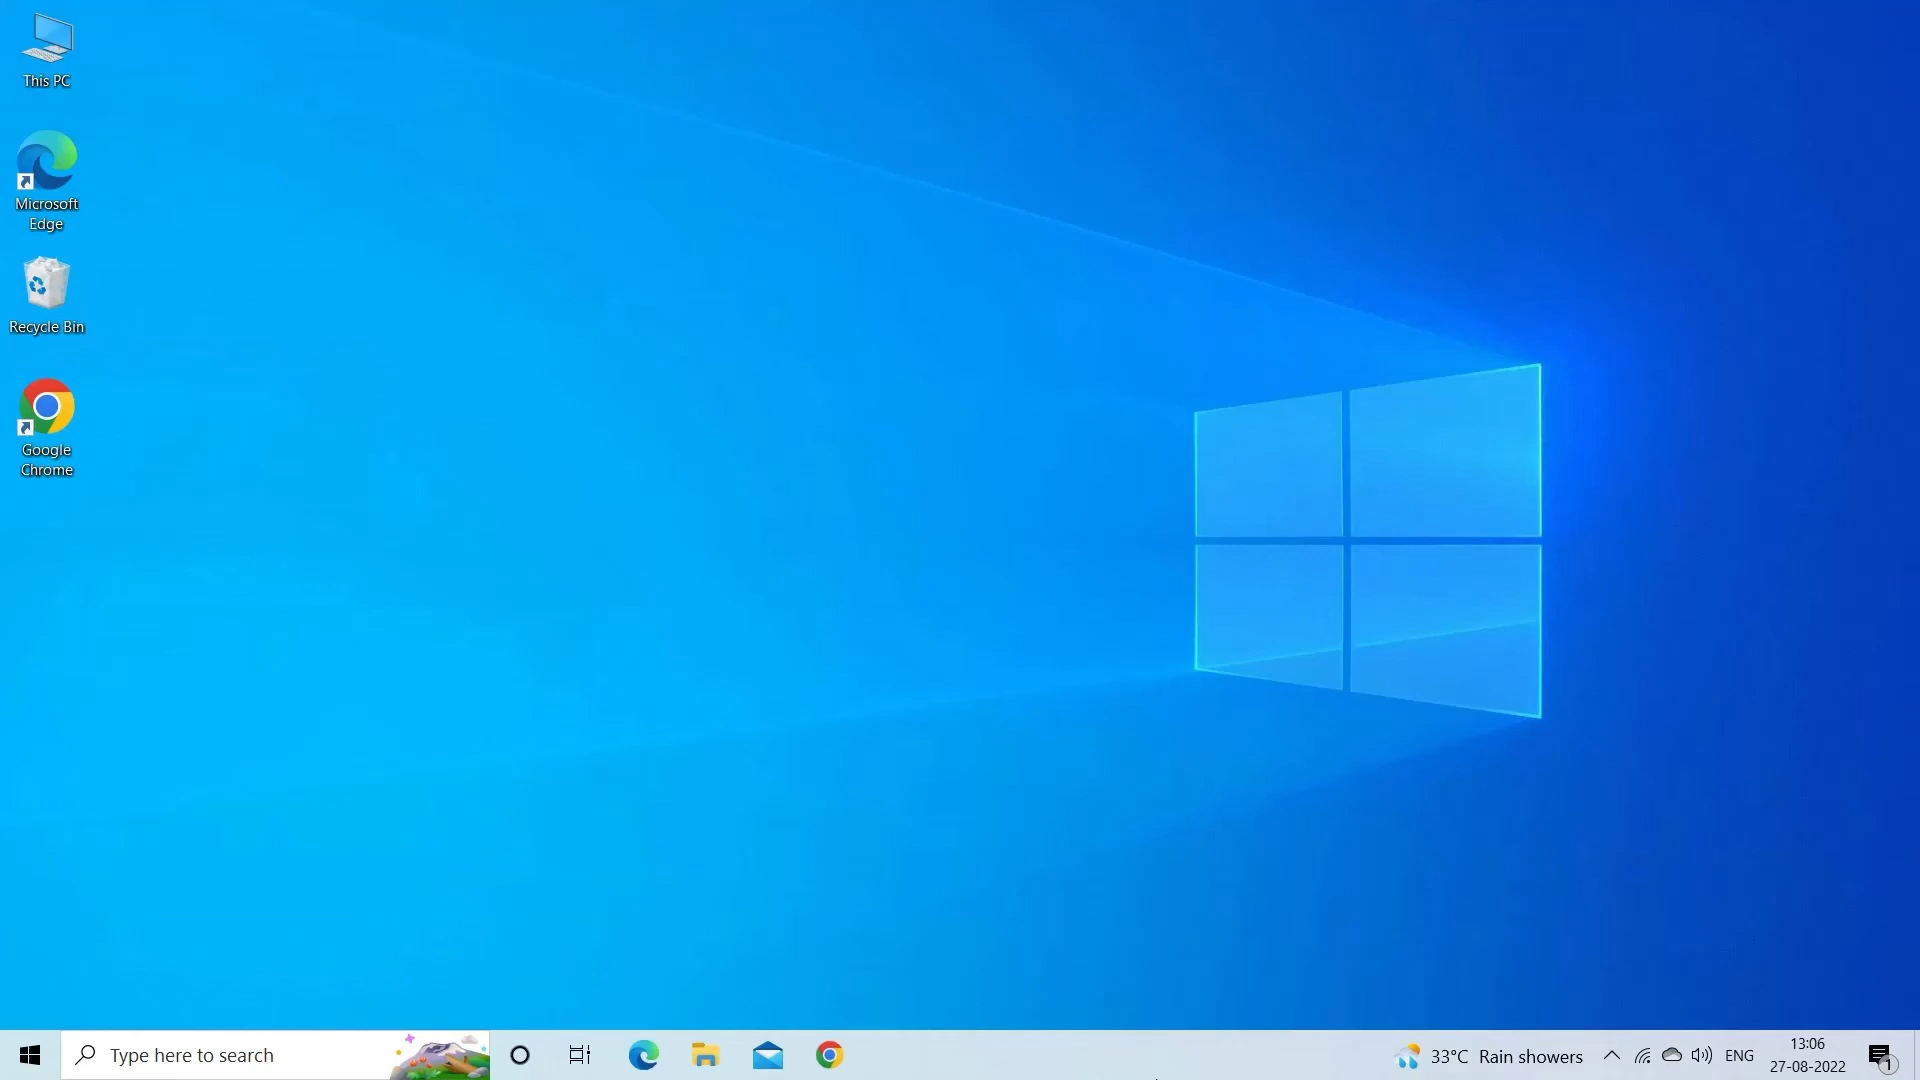 This PC
Microsoft
Edge
Recycle Bin
Google
Chrome
Type here to search
33°C Rain showers
ENG
13:06
27-08-2022
1